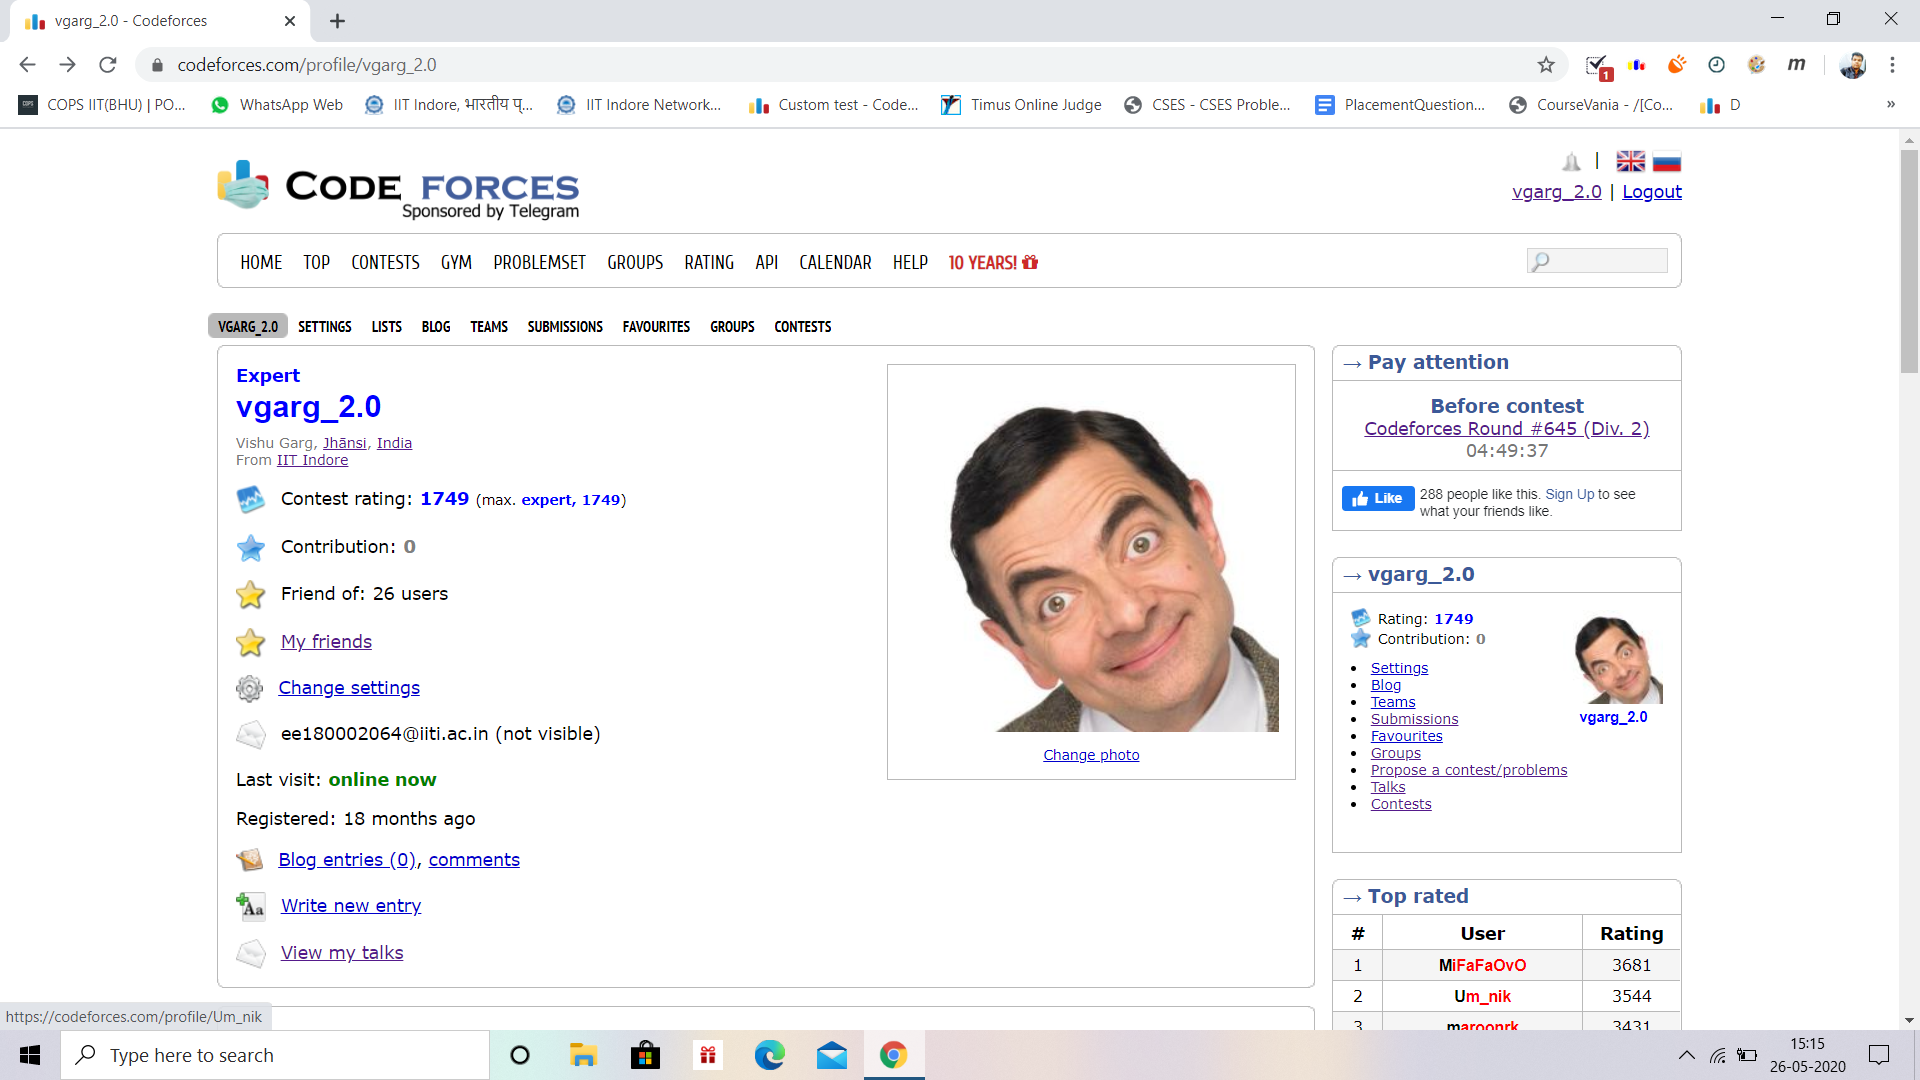 vgarg_2.0 - Codeforces
codeforces.com/profile/vgarg_2.0
1
m
COPS IIT(BHU) | PO...
WhatsApp Web
IIT Indore, भारतीय प्...
IIT Indore Network...
Custom test - Code...
Timus Online Judge
CSES - CSES Proble...
PlacementQuestion...
CourseVania - /[Co...
D
»
CODE FORCES
Sponsored by Telegram
vgarg_2.0 | Logout
HOME TOP CONTESTS GYM PROBLEMSET GROUPS RATING API CALENDAR HELP 10 YEARS!
VGARG_2.0 SETTINGS LISTS BLOG TEAMS SUBMISSIONS FAVOURITES GROUPS CONTESTS
Expert
vgarg_2.0
Vishu Garg, Jhānsi, India
From IIT Indore
Contest rating: 1749 (max. expert, 1749)
Contribution: 0
Friend of: 26 users
My friends
Change settings
ee180002064@iiti.ac.in (not visible)
Last visit: online now
Registered: 18 months ago
Blog entries (0), comments
Write new entry
View my talks
Change photo
→ Pay attention
Before contest
Codeforces Round #645 (Div. 2)
04:49:37
Like
288 people like this. Sign Up to see
what your friends like.
→ vgarg_2.0
Rating: 1749
Contribution: 0
Settings
Blog
Teams
Submissions
Favourites
Groups
Propose a contest/problems
Talks
Contests
vgarg_2.0
→ Top rated
# User Rating
1 MiFaFaOvO 3681
2 Um_nik 3544
3 maroonrk 3431
https://codeforces.com/profile/Um_nik
Type here to search
15:15
26-05-2020